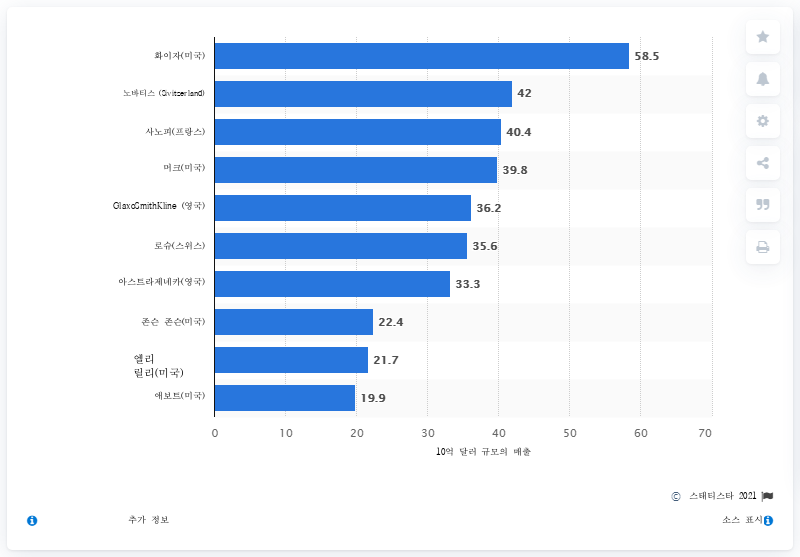 화이자(미국)
58.5
노바티스 (Switzerland)
42
사노피(프랑스)
40.4
머크(미국)
39.8
GlaxoSmithKline (영국)
36.2
로슈(스위스)
35.6
아스트라제네카(영국)
33.3
존슨 존슨(미국)
22.4
앨리
릴리(미국)
21.7
애보트(미국)
19.9
0 10 20 30 40 50 60 70
10억 달러 규모의 매출
© 스태티스타 2021
추가 정보
소스 표시